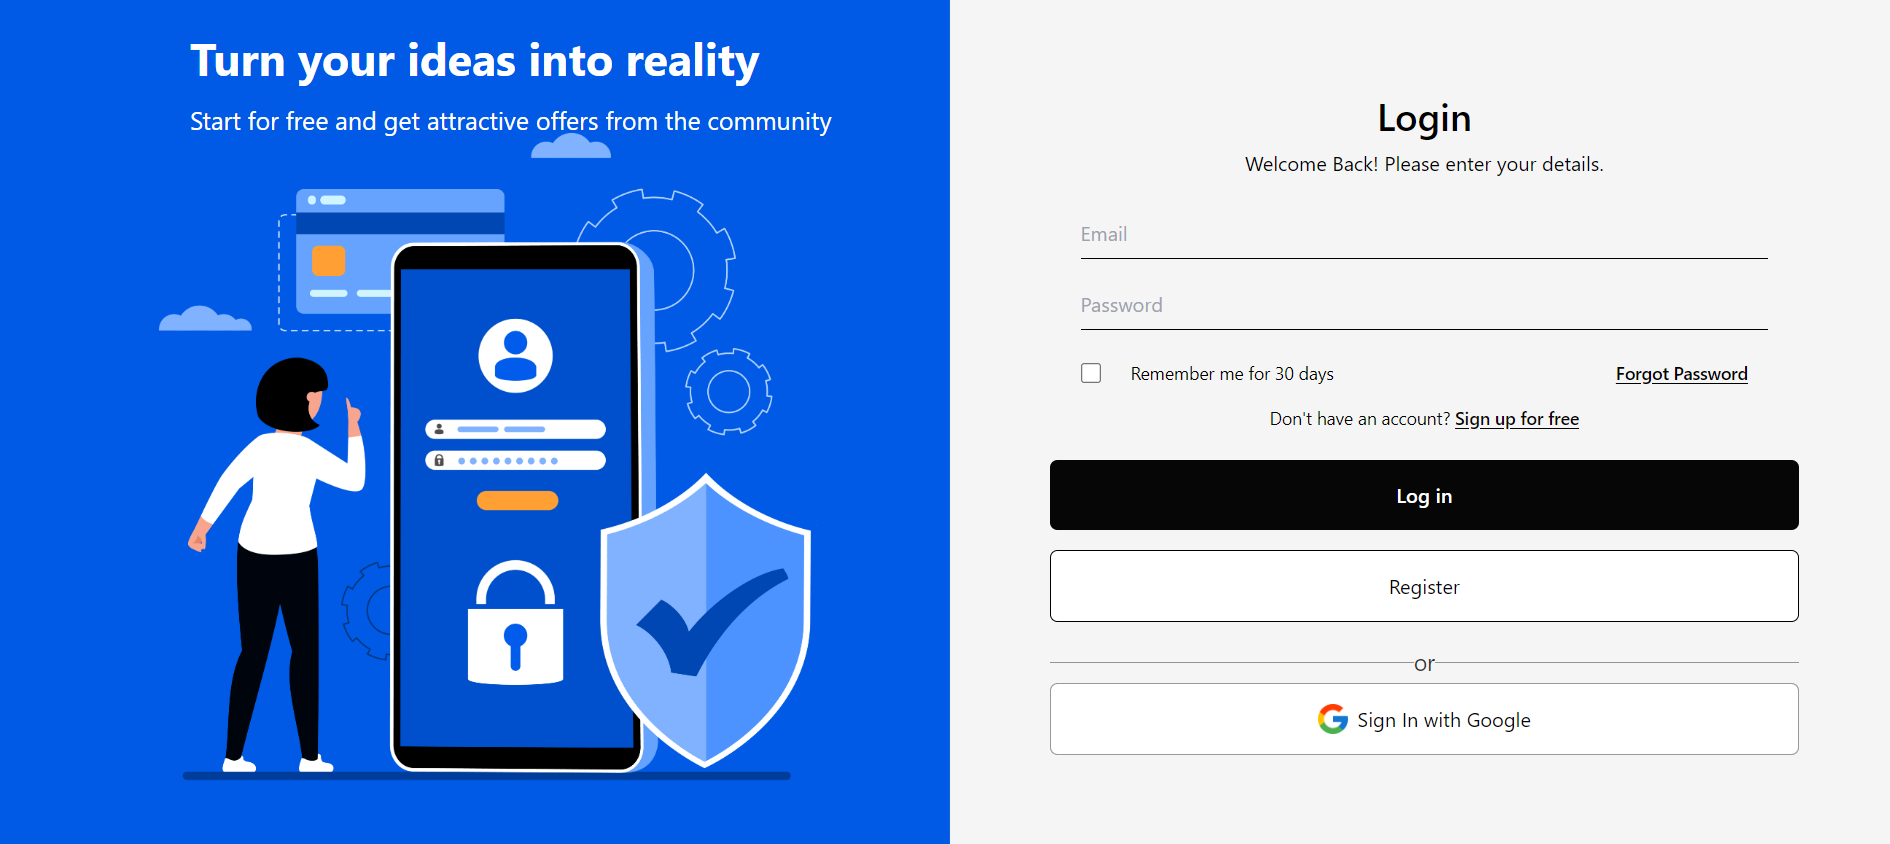 Turn your ideas into reality
Start for free and get attractive offers from the community
Login
Welcome Back! Please enter your details.
Email
Password
Remember me for 30 days
Forgot Password
Don't have an account? Sign up for free
Log in
Register
or
Sign In with Google